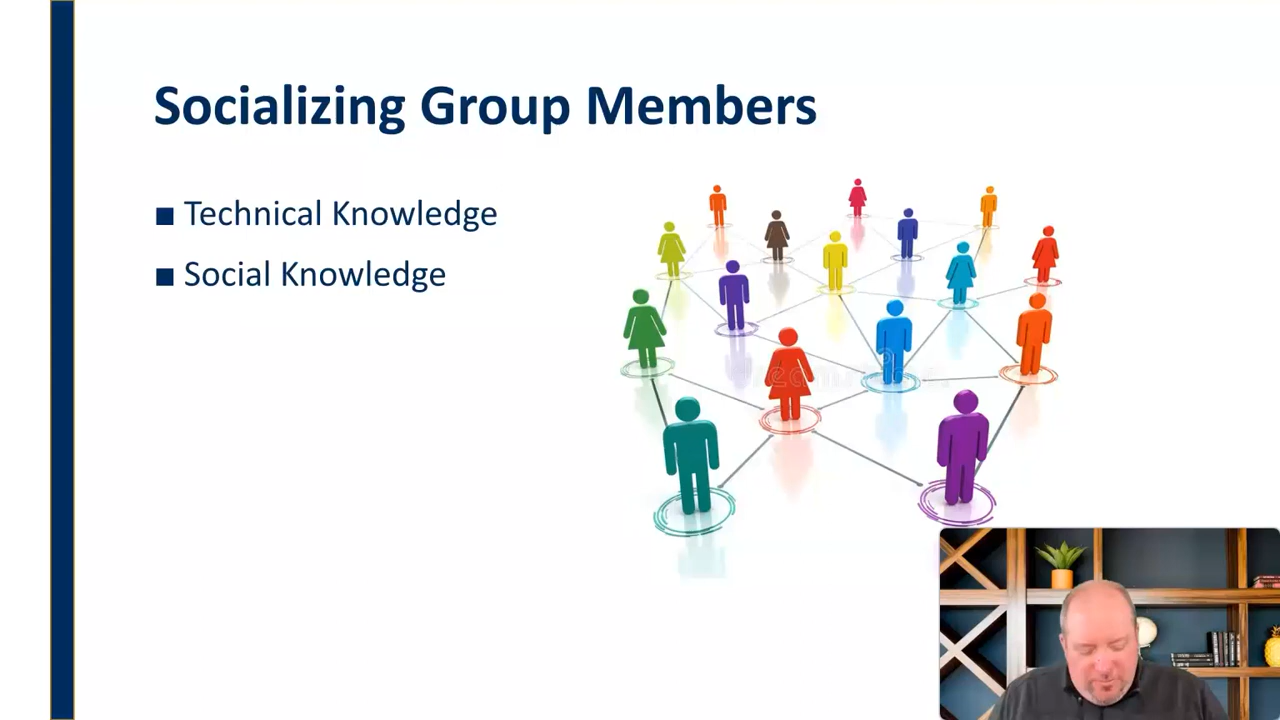 Socializing Group Members
■ Technical Knowledge
■ Social Knowledge